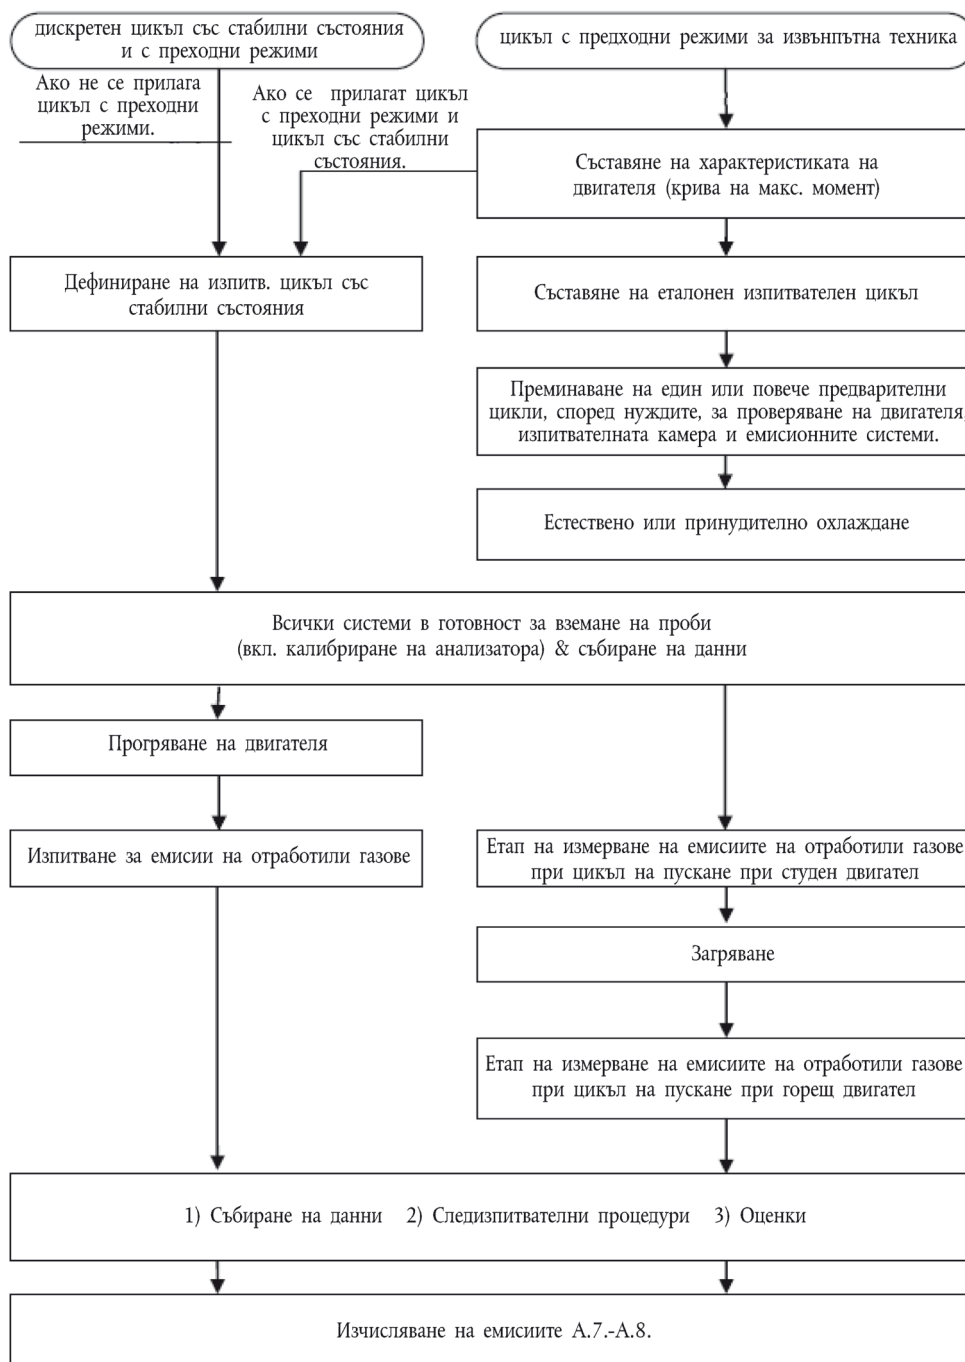 дискретен цикъл със стабилни състояния
и с преходни режими
цикъл с предходни режими за извънпътна техника
Ако не се прилага
цикъл с преходни
режими.
Ако се прилагат цикъл
с преходни режими и
цикъл със стабилни
състояния.
Съставяне на характеристиката на
двигателя (крива на макс. момент)
Дефиниране на изпитв. цикъл със
стабилни състояния
Съставяне на еталонен изпитвателен цикъл
Преминаване на един или повече предварителни
цикли, според нуждите, за проверяване на двигателя,
изпитвателната камера и емисионните системи.
Естествено или принудително охлаждане
Всички системи в готовност за вземане на проби
(вкл. калибриране на анализатора) & събиране на данни
Прогряване на двигателя
Изпитване за емисии на отработили газове
Етап на измерване на емисиите на отработили газове
при цикъл на пускане при студен двигател
Загряване
Етап на измерване на емисиите на отработили газове
при цикъл на пускане при горещ двигател
1) Събиране на данни 2) Следизпитвателни процедури 3) Оценки
Изчисляване на емисиите А.7.-А.8.